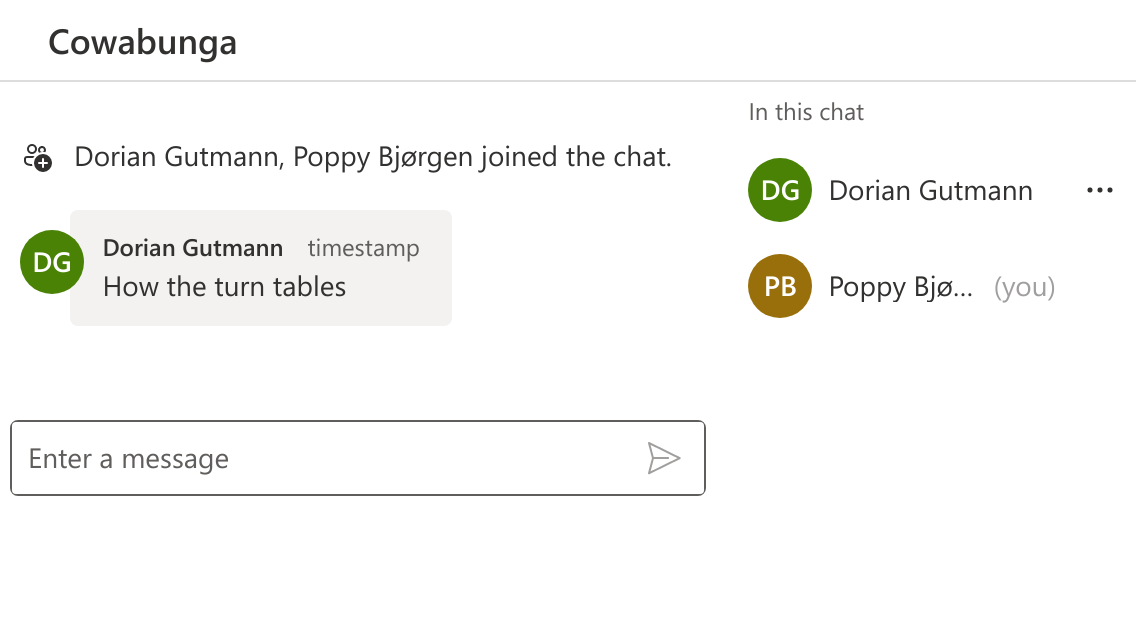 Cowabunga
Dorian Gutmann, Poppy Bjørgen joined the chat.
DG
Dorian Gutmann timestamp
How the turn tables
Enter a message
In this chat
DG Dorian Gutmann
PB Poppy Bjø... (you)